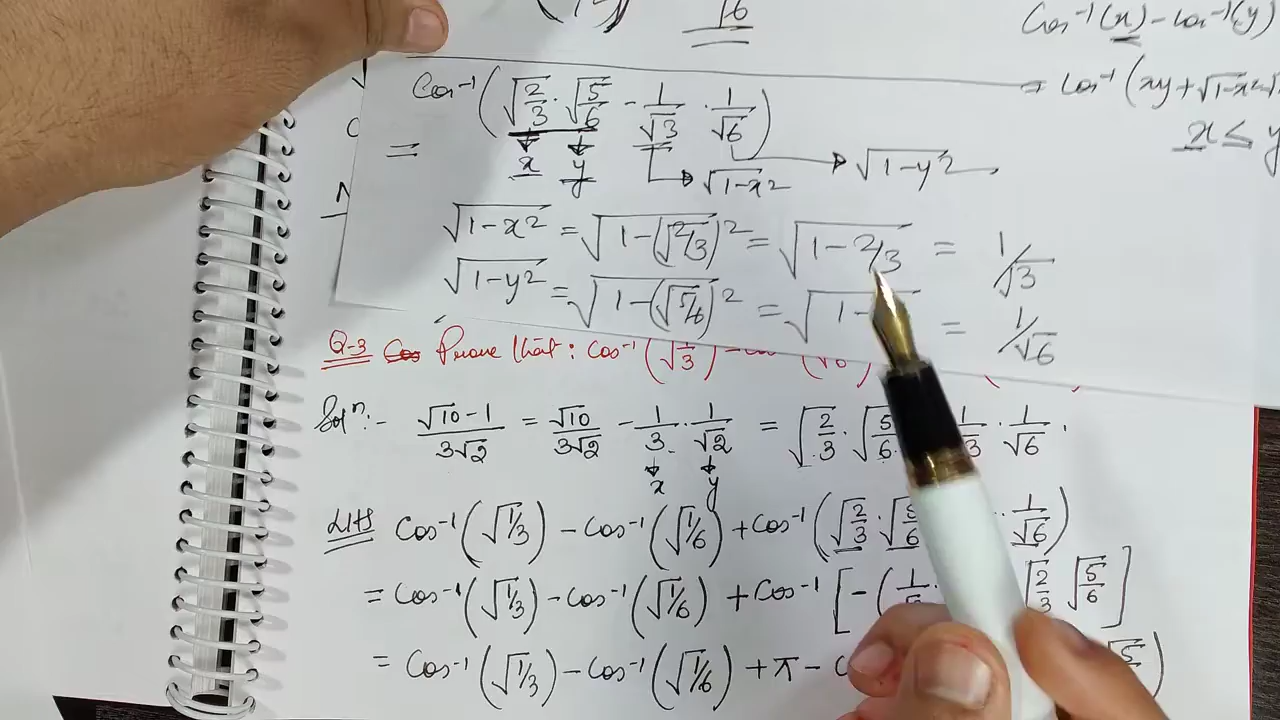 16
Cos⁻¹(x) - Cos⁻¹(y)
= Cos⁻¹(xy + √1-x²).
x ≤ y
Cos⁻¹(√2/3 · √5/6 - 1/√3 · 1/√6)
=
x y √1-x² √1-y²
√1-x² = √1-(√2/3)² = √1-2/3 = 1/√3
√1-y² = √1-(√5/6)² = √1- = 1/√6
Q-3 Prove that: Cos⁻¹(√ /3) -
Solⁿ:- √10-1/3√2 = √10/3√2 - 1/3 · 1/√2 = √2/3 · √5/6 1/√3 · 1/√6 .
x y
LHS Cos⁻¹(√1/3) - Cos⁻¹(√1/6) + Cos⁻¹(√2/3 · √5/6 · 1/√6)
= Cos⁻¹(√1/3) - Cos⁻¹(√1/6) + Cos⁻¹[-(1/ · √2/3 √5/6]
= Cos⁻¹(√1/3) - Cos⁻¹(√1/6) + π -